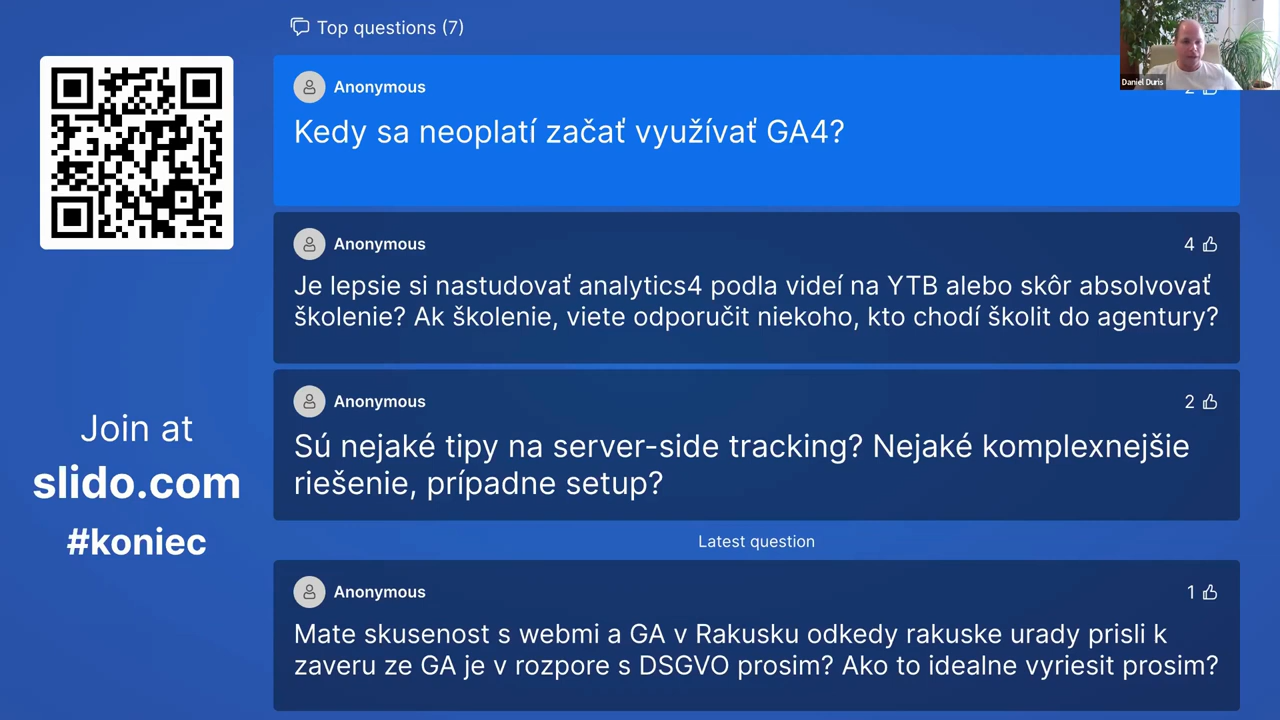 Top questions (7)
Daniel Duris
Anonymous
2
Kedy sa neoplatí začať využívať GA4?
Anonymous
4
Je lepsie si nastudovať analytics4 podla videí na YTB alebo skôr absolvovať
školenie? Ak školenie, viete odporučit niekoho, kto chodí školit do agentury?
Anonymous
2
Sú nejaké tipy na server-side tracking? Nejaké komplexnejšie
riešenie, prípadne setup?
Join at
slido.com
#koniec
Latest question
Anonymous
1
Mate skusenost s webmi a GA v Rakusku odkedy rakuske urady prisli k
zaveru ze GA je v rozpore s DSGVO prosim? Ako to idealne vyriesit prosim?